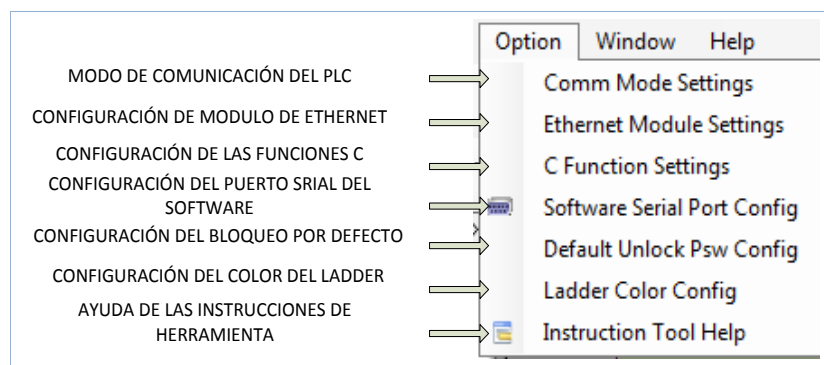 Option Window Help
MODO DE COMUNICACIÓN DEL PLC
Comm Mode Settings
CONFIGURACIÓN DE MODULO DE ETHERNET
Ethernet Module Settings
CONFIGURACIÓN DE LAS FUNCIONES C
C Function Settings
CONFIGURACIÓN DEL PUERTO SRIAL DEL
SOFTWARE
Software Serial Port Config
CONFIGURACIÓN DEL BLOQUEO POR DEFECTO
Default Unlock Psw Config
CONFIGURACIÓN DEL COLOR DEL LADDER
Ladder Color Config
AYUDA DE LAS INSTRUCCIONES DE
HERRAMIENTA
Instruction Tool Help